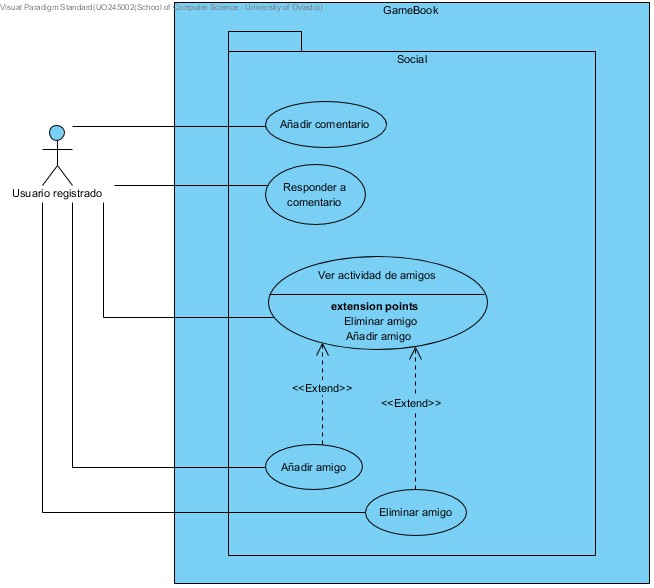 Visual Paradigm Standard(UO245002(School of Computer Science - University of Oviedo))
GameBook
Social
Añadir comentario
Usuario registrado
Responder a
comentario
Ver actividad de amigos
extension points
Eliminar amigo
Añadir amigo
<<Extend>>
<<Extend>>
Añadir amigo
Eliminar amigo